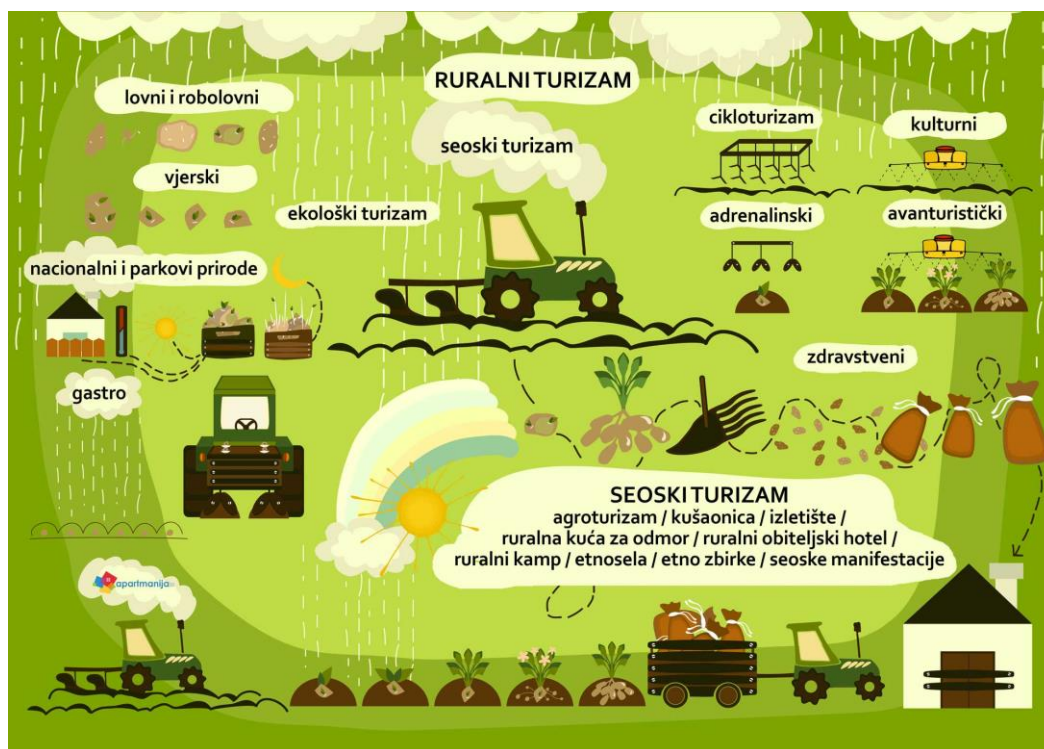 RURALNI TURIZAM
lovni i robolovni
seoski turizam
cikloturizam
kulturni
vjerski
ekološki turizam
adrenalinski
avanturistički
nacionalni i parkovi prirode
zdravstveni
gastro
SEOSKI TURIZAM
agroturizam / kušaonica / izletište /
ruralna kuća za odmor / ruralni obiteljski hotel /
ruralni kamp / etnosela / etno zbirke / seoske manifestacije
apartmanija